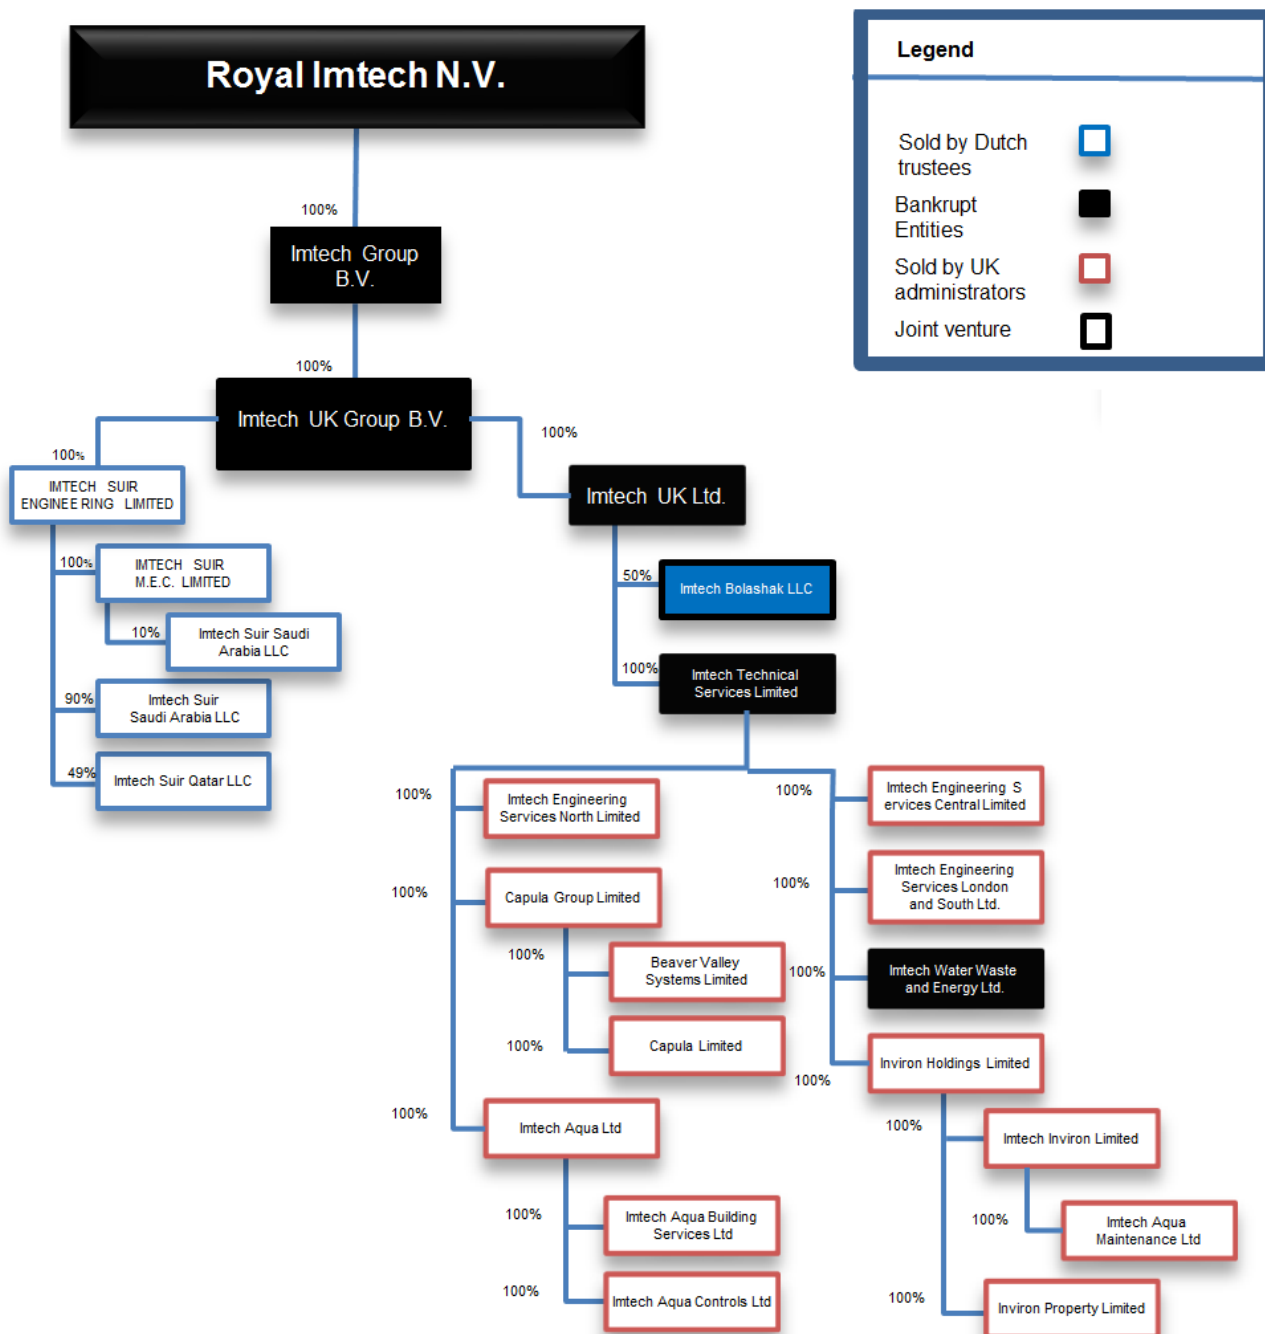 Royal Imtech N.V.
Legend
Sold by Dutch
trustees
Bankrupt
Entities
Sold by UK
administrators
Joint venture
100%
Imtech Group
B.V.
100%
Imtech UK Group B.V.
100%
100%
IMTECH SUIR
ENGINEERING LIMITED
Imtech UK Ltd.
100%
IMTECH SUIR
M.E.C. LIMITED
10%
Imtech Suir Saudi
Arabia LLC
90%
Imtech Suir
Saudi Arabia LLC
49%
Imtech Suir Qatar LLC
50%
Imtech Bolashak LLC
100%
Imtech Technical
Services Limited
100%
Imtech Engineering
Services North Limited
100%
Capula Group Limited
100%
Beaver Valley
Systems Limited
100%
Capula Limited
100%
Imtech Aqua Ltd
100%
Imtech Aqua Building
Services Ltd
100%
Imtech Aqua Controls Ltd
100%
Imtech Engineering S
ervices Central Limited
100%
Imtech Engineering
Services London
and South Ltd.
100%
Imtech Water Waste
and Energy Ltd.
100%
Inviron Holdings Limited
100%
Imtech Inviron Limited
100%
Imtech Aqua
Maintenance Ltd
100%
Inviron Property Limited